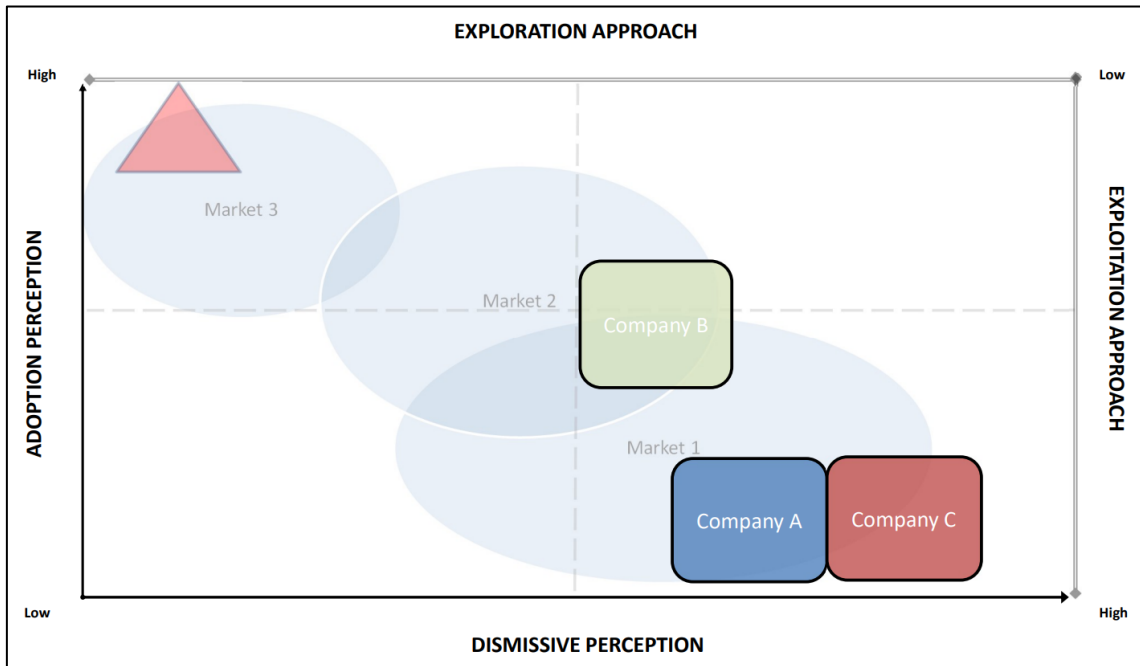 EXPLORATION APPROACH
High
Low
Market 3
ADOPTION PERCEPTION
EXPLOITATION APPROACH
Market 2
Company B
Market 1
Company A
Company C
Low
High
DISMISSIVE PERCEPTION